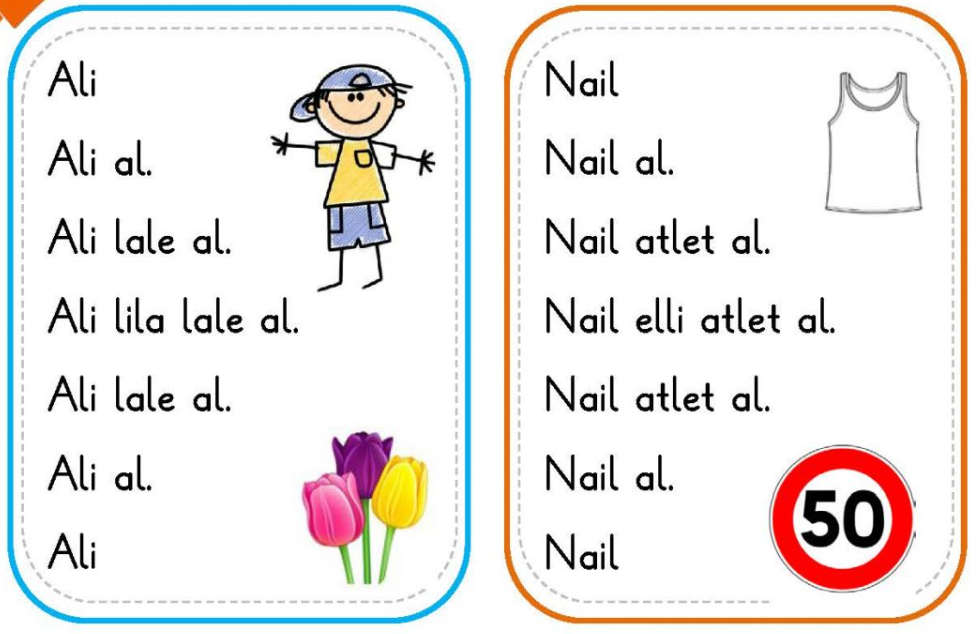 Ali
Ali al.
Ali lale al.
Ali lila lale al.
Ali lale al.
Ali al.
Ali
Nail
Nail al.
Nail atlet al.
Nail elli atlet al.
Nail atlet al.
Nail al.
Nail
50